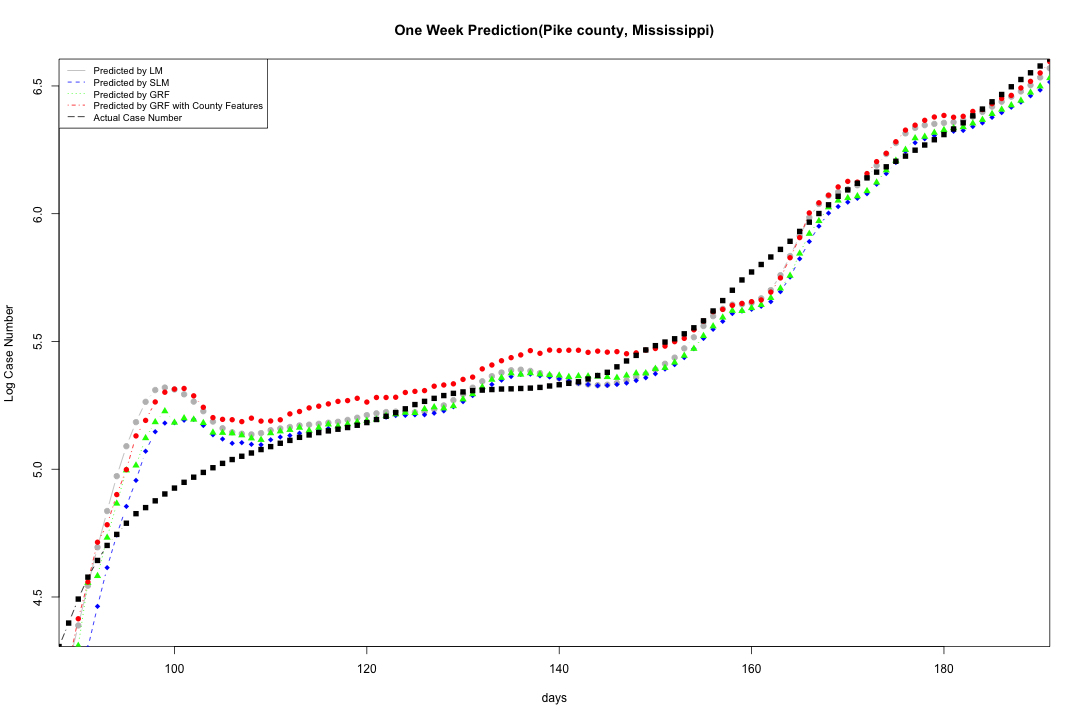 One Week Prediction(Pike county, Mississippi)
Predicted by LM
Predicted by SLM
Predicted by GRF
Predicted by GRF with County Features
Actual Case Number
Log Case Number
6.5
6.0
5.5
5.0
4.5
100 120 140 160 180
days